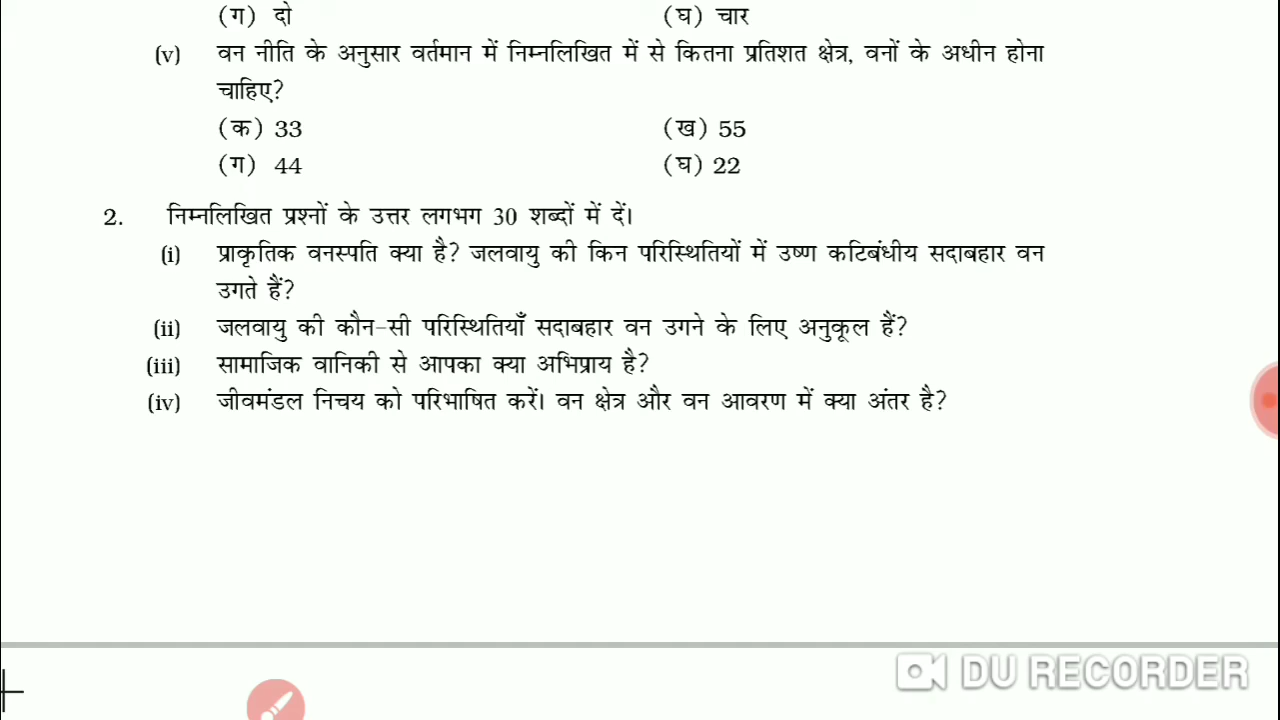 (ग) दो (घ) चार
(v) वन नीति के अनुसार वर्तमान में निम्नलिखित में से कितना प्रतिशत क्षेत्र, वनों के अधीन होना
चाहिए?
(क) 33 (ख) 55
(ग) 44 (घ) 22
2. निम्नलिखित प्रश्नों के उत्तर लगभग 30 शब्दों में दें।
(i) प्राकृतिक वनस्पति क्या है? जलवायु की किन परिस्थितियों में उष्ण कटिबंधीय सदाबहार वन
उगते हैं?
(ii) जलवायु की कौन-सी परिस्थितियाँ सदाबहार वन उगने के लिए अनुकूल हैं?
(iii) सामाजिक वानिकी से आपका क्या अभिप्राय है?
(iv) जीवमंडल निचय को परिभाषित करें। वन क्षेत्र और वन आवरण में क्या अंतर है?
DU RECORDER